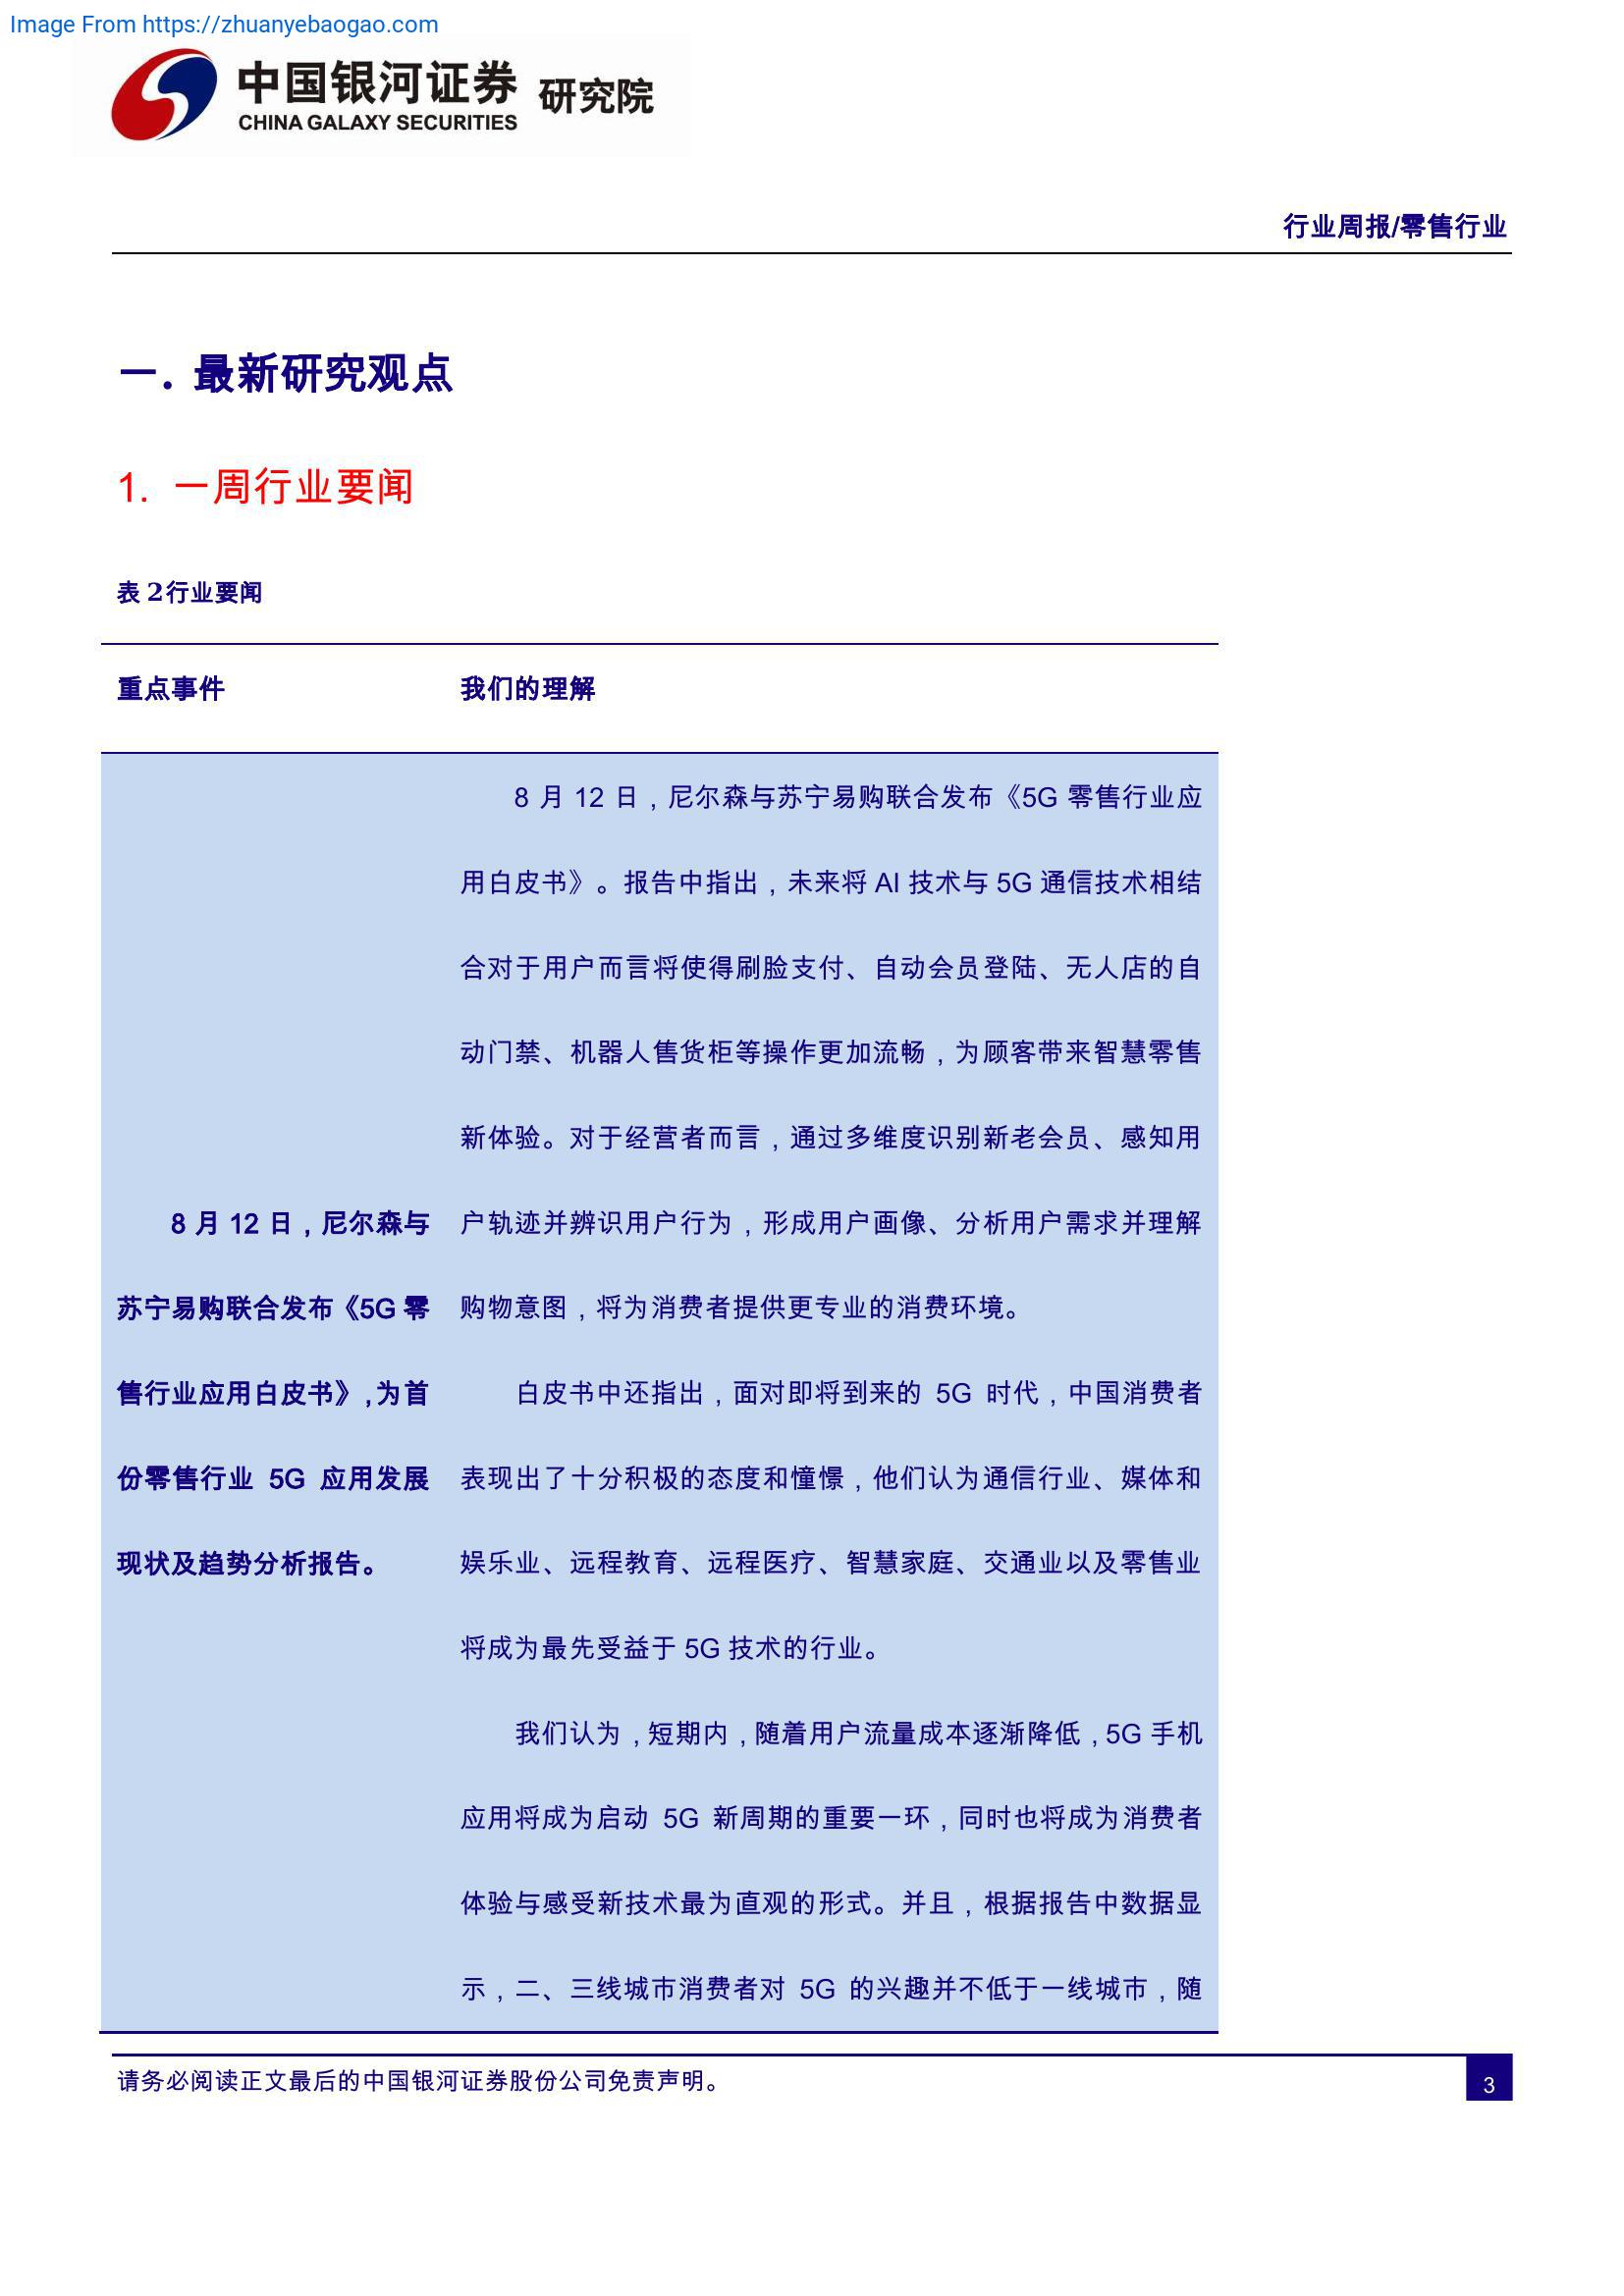 Image From https://zhuanyebaogao.com
中国银河证券 研究院
CHINA GALAXY SECURITIES
行业周报/零售行业
一. 最新研究观点
1. 一周行业要闻
表 2行业要闻
重点事件 我们的理解
8 月 12 日，尼尔森与
苏宁易购联合发布《5G 零
售行业应用白皮书》,为首
份零售行业 5G 应用发展
现状及趋势分析报告。
8 月 12 日，尼尔森与苏宁易购联合发布《5G 零售行业应
用白皮书》。报告中指出，未来将 AI 技术与 5G 通信技术相结
合对于用户而言将使得刷脸支付、自动会员登陆、无人店的自
动门禁、机器人售货柜等操作更加流畅，为顾客带来智慧零售
新体验。对于经营者而言，通过多维度识别新老会员、感知用
户轨迹并辨识用户行为，形成用户画像、分析用户需求并理解
购物意图，将为消费者提供更专业的消费环境。
白皮书中还指出，面对即将到来的 5G 时代，中国消费者
表现出了十分积极的态度和憧憬，他们认为通信行业、媒体和
娱乐业、远程教育、远程医疗、智慧家庭、交通业以及零售业
将成为最先受益于 5G 技术的行业。
我们认为，短期内，随着用户流量成本逐渐降低，5G 手机
应用将成为启动 5G 新周期的重要一环，同时也将成为消费者
体验与感受新技术最为直观的形式。并且，根据报告中数据显
示，二、三线城市消费者对 5G 的兴趣并不低于一线城市，随
请务必阅读正文最后的中国银河证券股份公司免责声明。
3